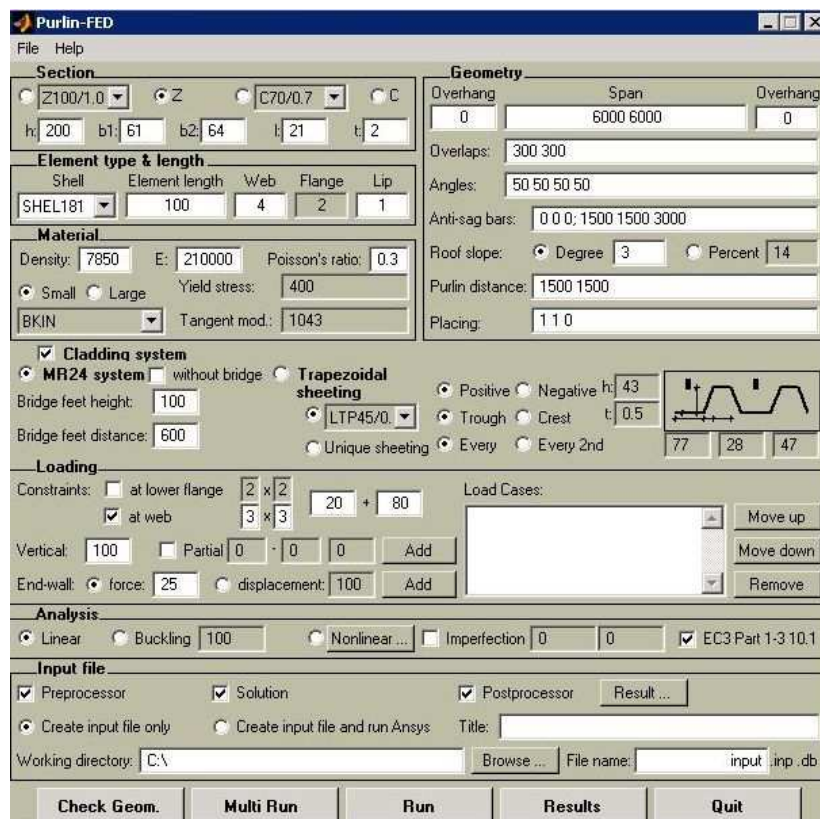 Purlin-FED
File Help
Section
Z100/1.0 Z C70/0.7 C
h: 200 b1: 61 b2: 64 l: 21 t: 2
Element type & length
Shell Element length Web Flange Lip
SHEL181 100 4 2 1
Material
Density: 7850 E: 210000 Poisson's ratio: 0.3
Small Large Yield stress: 400
BKIN Tangent mod.: 1043
Geometry
Overhang Span Overhang
0 6000 6000 0
Overlaps: 300 300
Angles: 50 50 50 50
Anti-sag bars: 0 0 0; 1500 1500 3000
Roof slope: Degree 3 Percent 14
Purlin distance: 1500 1500
Placing: 1 1 0
Cladding system
MR24 system without bridge Trapezoidal sheeting
Bridge feet height: 100
Bridge feet distance: 600
LTP45/0.
Unique sheeting
Positive Negative h: 43
Trough Crest t: 0.5
Every Every 2nd 77 28 47
Loading
Constraints: at lower flange 2 x 2
at web 3 x 3 20 + 80
Vertical: 100 Partial 0 - 0 0 Add
End-wall: force: 25 displacement: 100 Add
Load Cases:
Move up
Move down
Remove
Analysis
Linear Buckling 100 Nonlinear ... Imperfection 0 0 EC3 Part 1-3 10.1
Input file
Preprocessor Solution Postprocessor Result ...
Create input file only Create input file and run Ansys Title:
Working directory: C:\ Browse ... File name: input .inp .db
Check Geom. Multi Run Run Results Quit